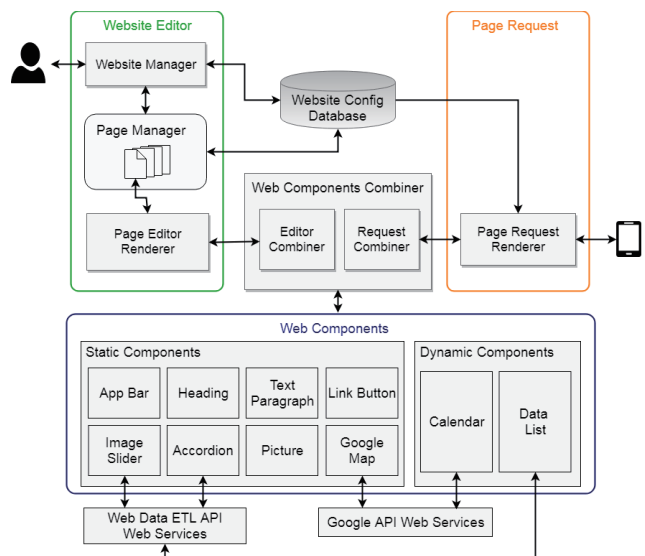 Website Editor
Page Request
Website Manager
Website Config
Database
Page Manager
Web Components Combiner
Page Editor
Renderer
Editor
Combiner
Request
Combiner
Page Request
Renderer
Web Components
Static Components
Dynamic Components
App Bar
Heading
Text
Paragraph
Link Button
Calendar
Data
List
Image
Slider
Accordion
Picture
Google
Map
Web Data ETL API
Web Services
Google API Web Services